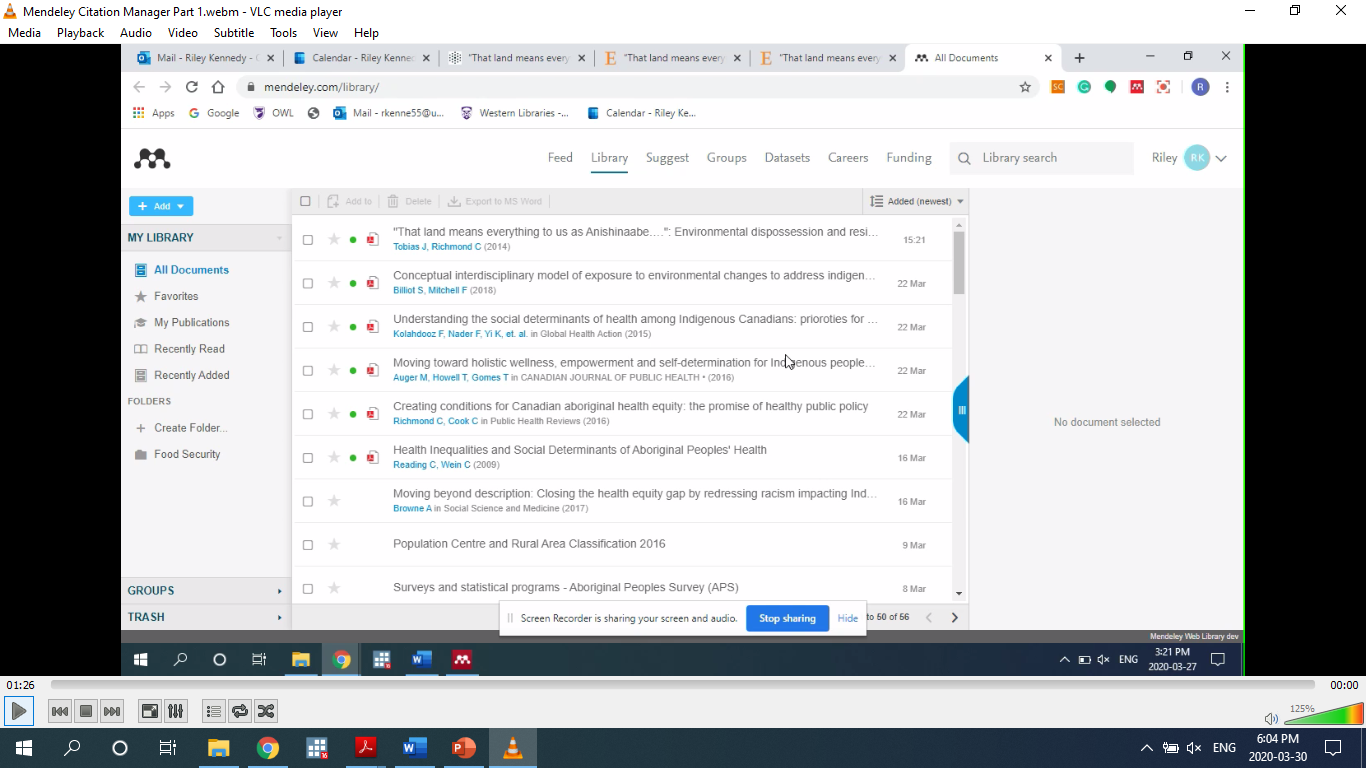 Mendeley Citation Manager Part 1.webm - VLC media player
Media Playback Audio Video Subtitle Tools View Help
Mail - Riley Kennedy - Calendar - Riley Kenned "That land means every "That land means every "That land means every All Documents
mendeley.com/library/
SC R
Apps Google OWL Mail - rkenne55@u... Western Libraries -... Calendar - Riley Ke...
Feed Library Suggest Groups Datasets Careers Funding Library search Riley RK
+ Add Add to Delete Export to MS Word Added (newest)
MY LIBRARY
All Documents
Favorites
My Publications
Recently Read
Recently Added
FOLDERS
+ Create Folder...
Food Security
GROUPS
TRASH
"That land means everything to us as Anishinaabe....": Environmental dispossession and resi... 15:21
Tobias J, Richmond C (2014)
Conceptual interdisciplinary model of exposure to environmental changes to address indigen... 22 Mar
Billiot S, Mitchell F (2018)
Understanding the social determinants of health among Indigenous Canadians: prioroties for ... 22 Mar
Kolahdooz F, Nader F, Yi K, et. al. in Global Health Action (2015)
Moving toward holistic wellness, empowerment and self-determination for Indigenous people... 22 Mar
Auger M, Howell T, Gomes T in CANADIAN JOURNAL OF PUBLIC HEALTH • (2016)
Creating conditions for Canadian aboriginal health equity: the promise of healthy public policy 22 Mar
Richmond C, Cook C in Public Health Reviews (2016)
Health Inequalities and Social Determinants of Aboriginal Peoples' Health 16 Mar
Reading C, Wein C (2009)
Moving beyond description: Closing the health equity gap by redressing racism impacting Ind... 16 Mar
Browne A in Social Science and Medicine (2017)
Population Centre and Rural Area Classification 2016 9 Mar
Surveys and statistical programs - Aboriginal Peoples Survey (APS) 8 Mar
No document selected
Screen Recorder is sharing your screen and audio. Stop sharing Hide to 50 of 56
Mendeley Web Library dev
ENG 3:21 PM
2020-03-27
01:26 00:00
125%
ENG 6:04 PM
2020-03-30